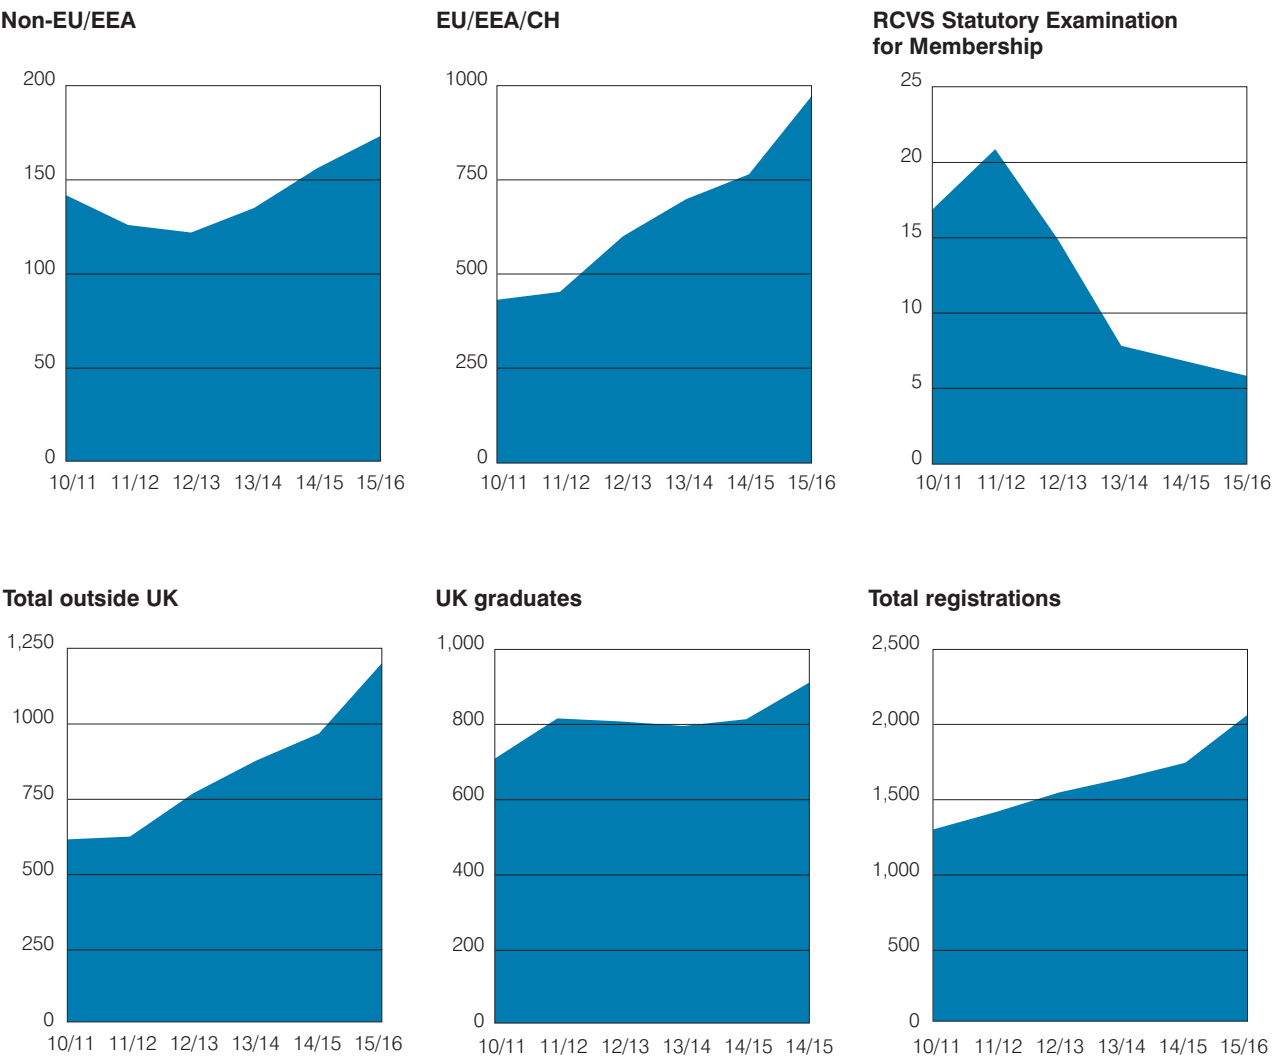 Non-EU/EEA
200
150
100
50
0
10/11 11/12 12/13 13/14 14/15 15/16
EU/EEA/CH
1000
750
500
250
0
10/11 11/12 12/13 13/14 14/15 15/16
RCVS Statutory Examination
for Membership
25
20
15
10
5
0
10/11 11/12 12/13 13/14 14/15 15/16
Total outside UK
1,250
1000
750
500
250
0
10/11 11/12 12/13 13/14 14/15 15/16
UK graduates
1,000
800
600
400
200
0
10/11 11/12 12/13 13/14 14/15 14/15
Total registrations
2,500
2,000
1,500
1,000
500
0
10/11 11/12 12/13 13/14 14/15 15/16